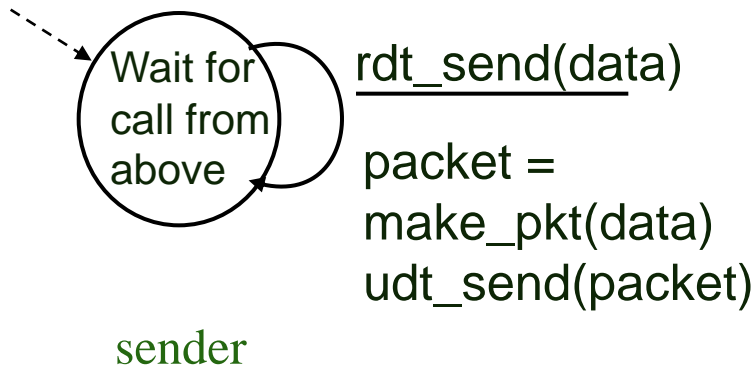 Wait for
call from
above
rdt_send(data)
packet =
make_pkt(data)
udt_send(packet)
sender